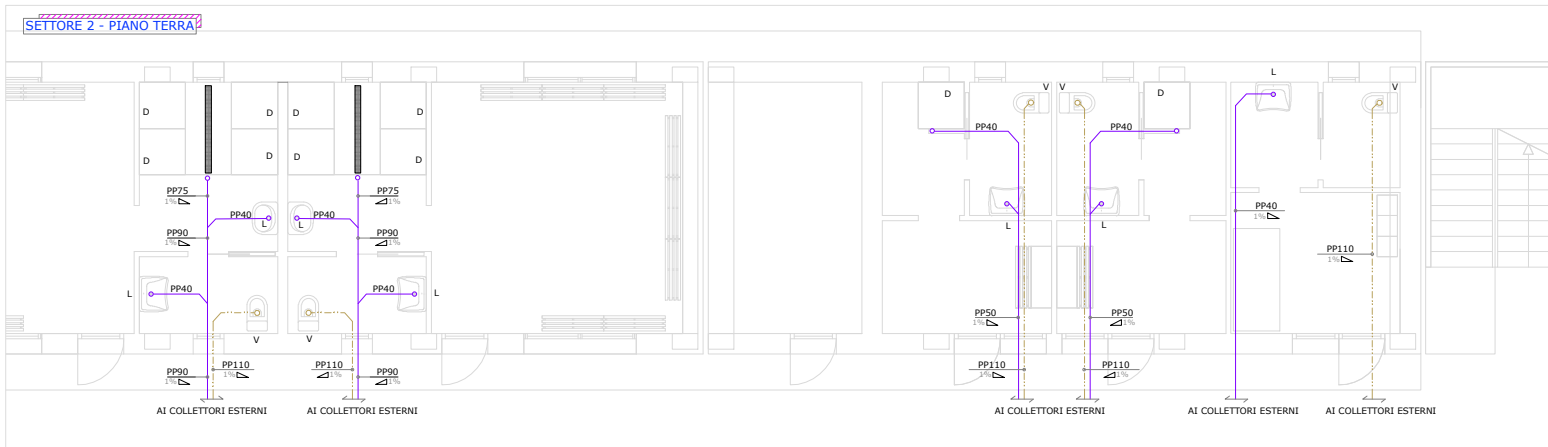 SETTORE 2 - PIANO TERRA
L
V V
V
D
D
D
D
D
D
D
D
D
D
PP40
PP40
PP75
1%
PP75
1%
PP40
PP40
L
L
L
L
PP40
1%
PP90
1%
PP90
1%
PP110
1%
L
PP40
PP40
L
PP50
1%
PP50
1%
V
V
PP90
1%
PP110
1%
PP110
1%
PP90
1%
PP110
1%
PP110
1%
AI COLLETTORI ESTERNI
AI COLLETTORI ESTERNI
AI COLLETTORI ESTERNI
AI COLLETTORI ESTERNI
AI COLLETTORI ESTERNI